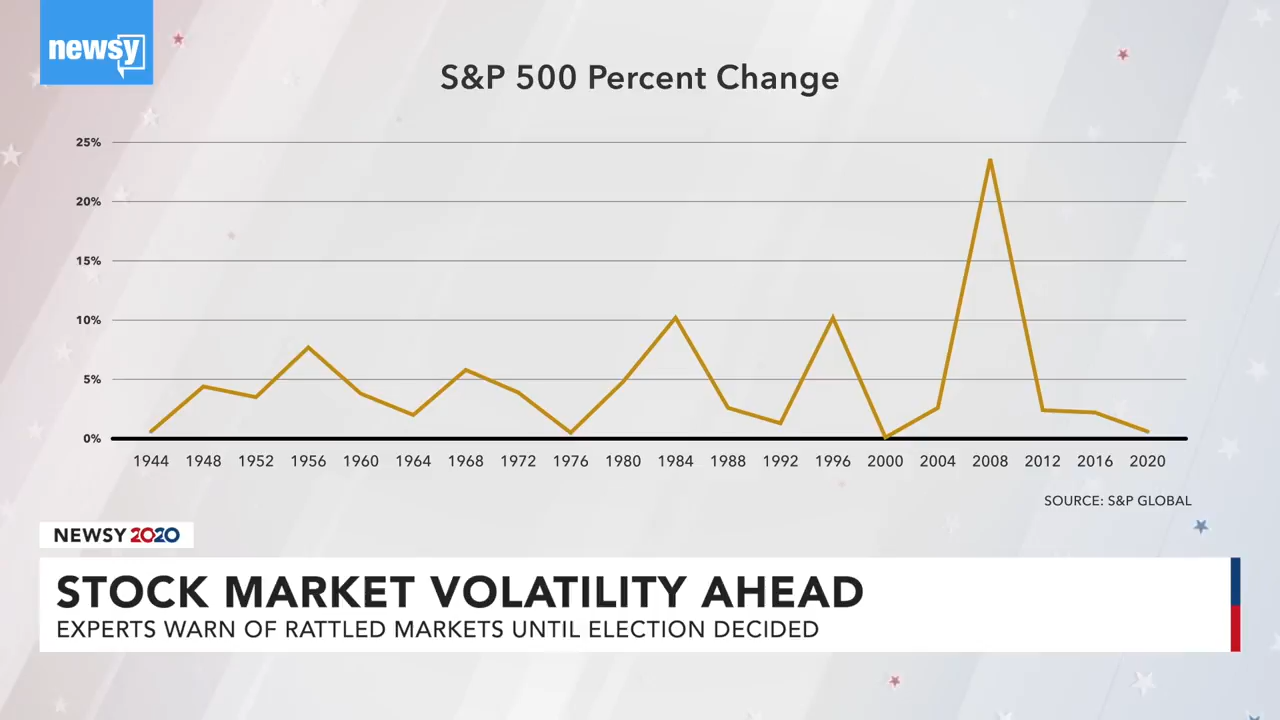 newsy
S&P 500 Percent Change
25%
20%
15%
10%
5%
0%
1944 1948 1952 1956 1960 1964 1968 1972 1976 1980 1984 1988 1992 1996 2000 2004 2008 2012 2016 2020
SOURCE: S&P GLOBAL
NEWSY 2020
STOCK MARKET VOLATILITY AHEAD
EXPERTS WARN OF RATTLED MARKETS UNTIL ELECTION DECIDED